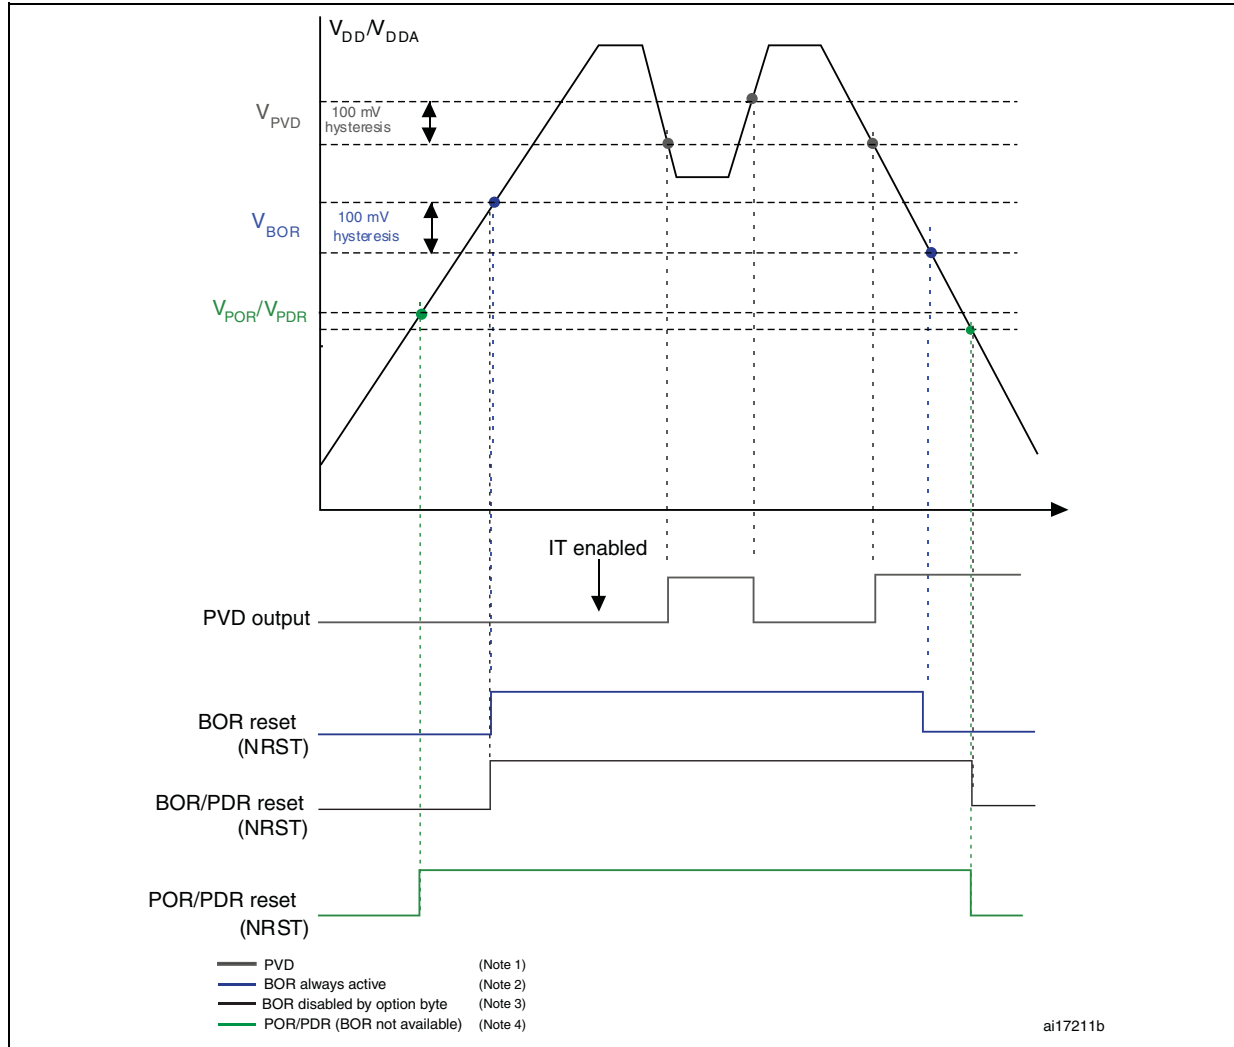 VDD/VDDA
VPVD
100 mV
hysteresis
VBOR
100 mV
hysteresis
VPOR/VPDR
IT enabled
PVD output
BOR reset
(NRST)
BOR/PDR reset
(NRST)
POR/PDR reset
(NRST)
PVD (Note 1)
BOR always active (Note 2)
BOR disabled by option byte (Note 3)
POR/PDR (BOR not available) (Note 4)
ai17211b